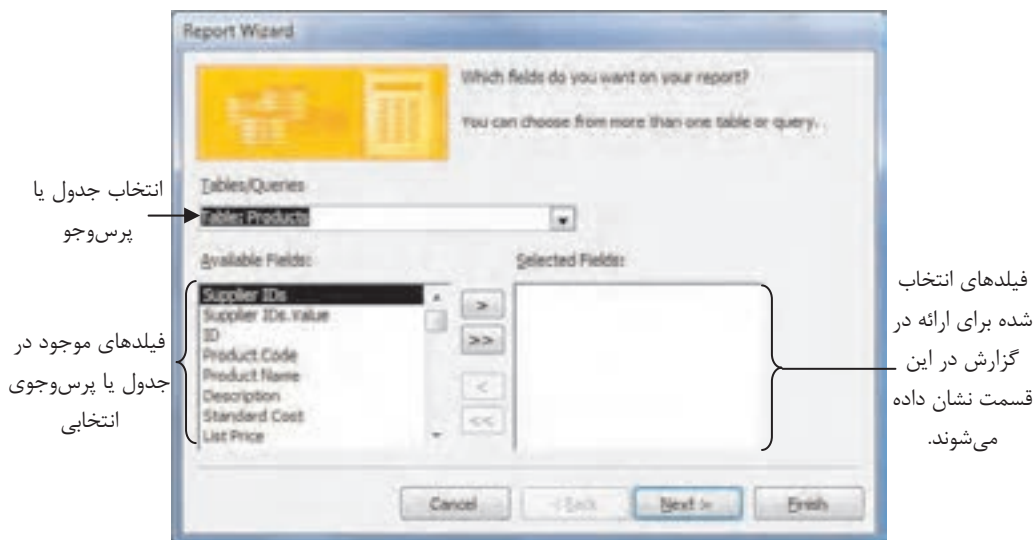 Report Wizard
Which fields do you want on your report?
You can choose from more than one table or query.
Tables/Queries
Table: Products
Available Fields:
Selected Fields:
Supplier IDs
Supplier IDs.Value
ID
Product Code
Product Name
Description
Standard Cost
List Price
>
>>
<
<<
Cancel
< Back
Next >
Finish
انتخاب جدول یا
پرس‌وجو
فیلدهای موجود در
جدول یا پرس‌وجوی
انتخابی
فیلدهای انتخاب
شده برای ارائه در
گزارش در این
قسمت نشان داده
می‌شوند.